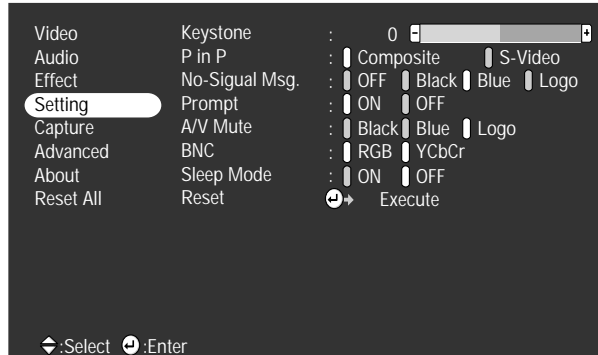 Video Keystone : 0 - +
Audio P in P : Composite S-Video
Effect No-Sigual Msg. : OFF Black Blue Logo
Setting Prompt : ON OFF
Capture A/V Mute : Black Blue Logo
Advanced BNC : RGB YCbCr
About Sleep Mode : ON OFF
Reset All Reset Execute
:Select :Enter